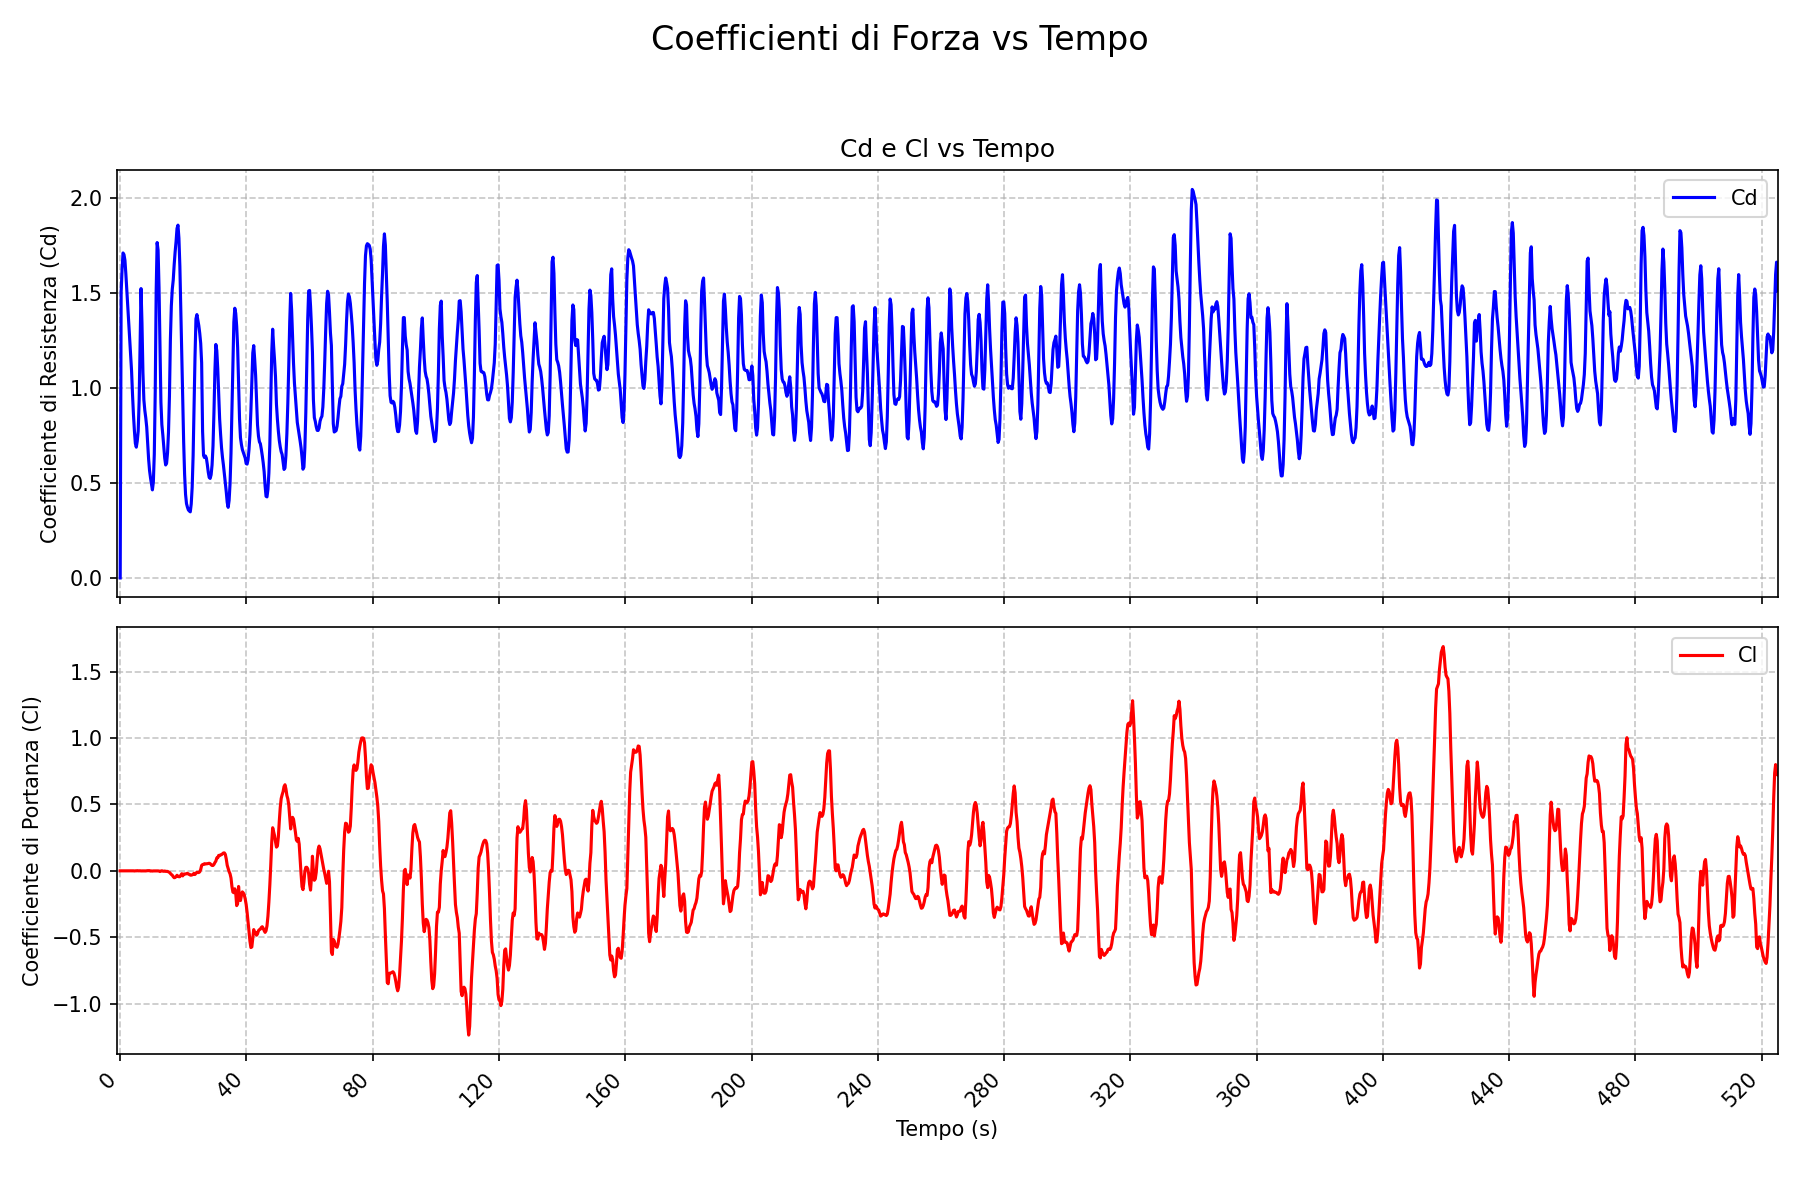 Coefficienti di Forza vs Tempo
Cd e Cl vs Tempo
Coefficiente di Resistenza (Cd)
2.0
1.5
1.0
0.5
0.0
Cd
Coefficiente di Portanza (Cl)
1.5
1.0
0.5
0.0
−0.5
−1.0
Cl
0 40 80 120 160 200 240 280 320 360 400 440 480 520
Tempo (s)